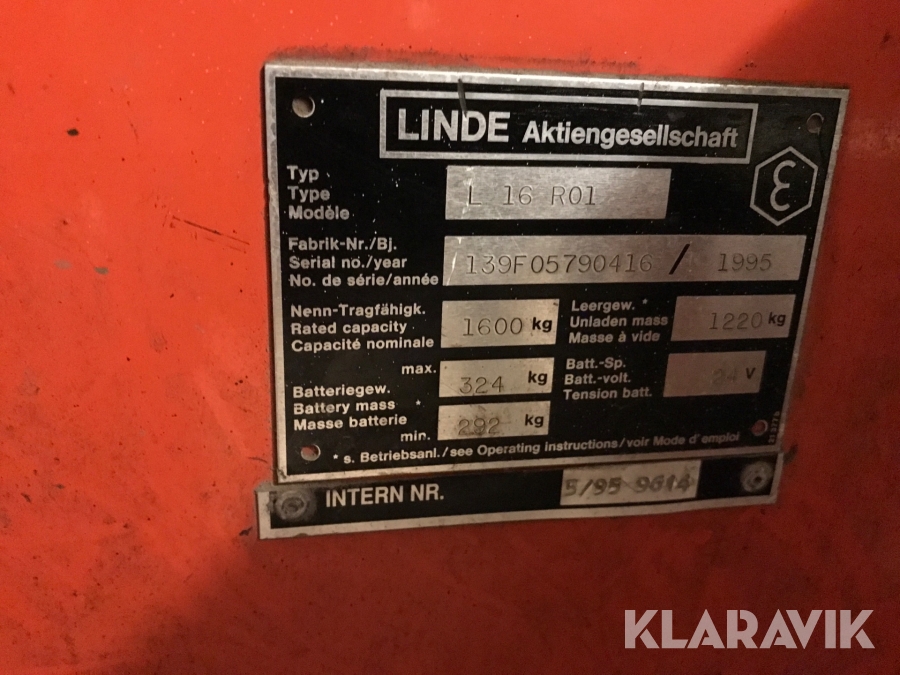 LINDE Aktiengesellschaft
Typ
Type
Modèle
L 16 R01
Fabrik-Nr./Bj.
Serial no./year
No. de série/année
139F05790416 / 1995
Nenn-Tragfähigk.
Rated capacity
Capacité nominale
1600 kg
Leergew. *
Unladen mass
Masse à vide
1220 kg
max.
Batteriegew.
Battery mass *
Masse batterie
min.
324 kg
292 kg
Batt.-Sp.
Batt.-volt.
Tension batt.
24 V
* s. Betriebsanl./see Operating instructions/voir Mode d'emploi
INTERN NR.
5/95 9614
KLARAVIK